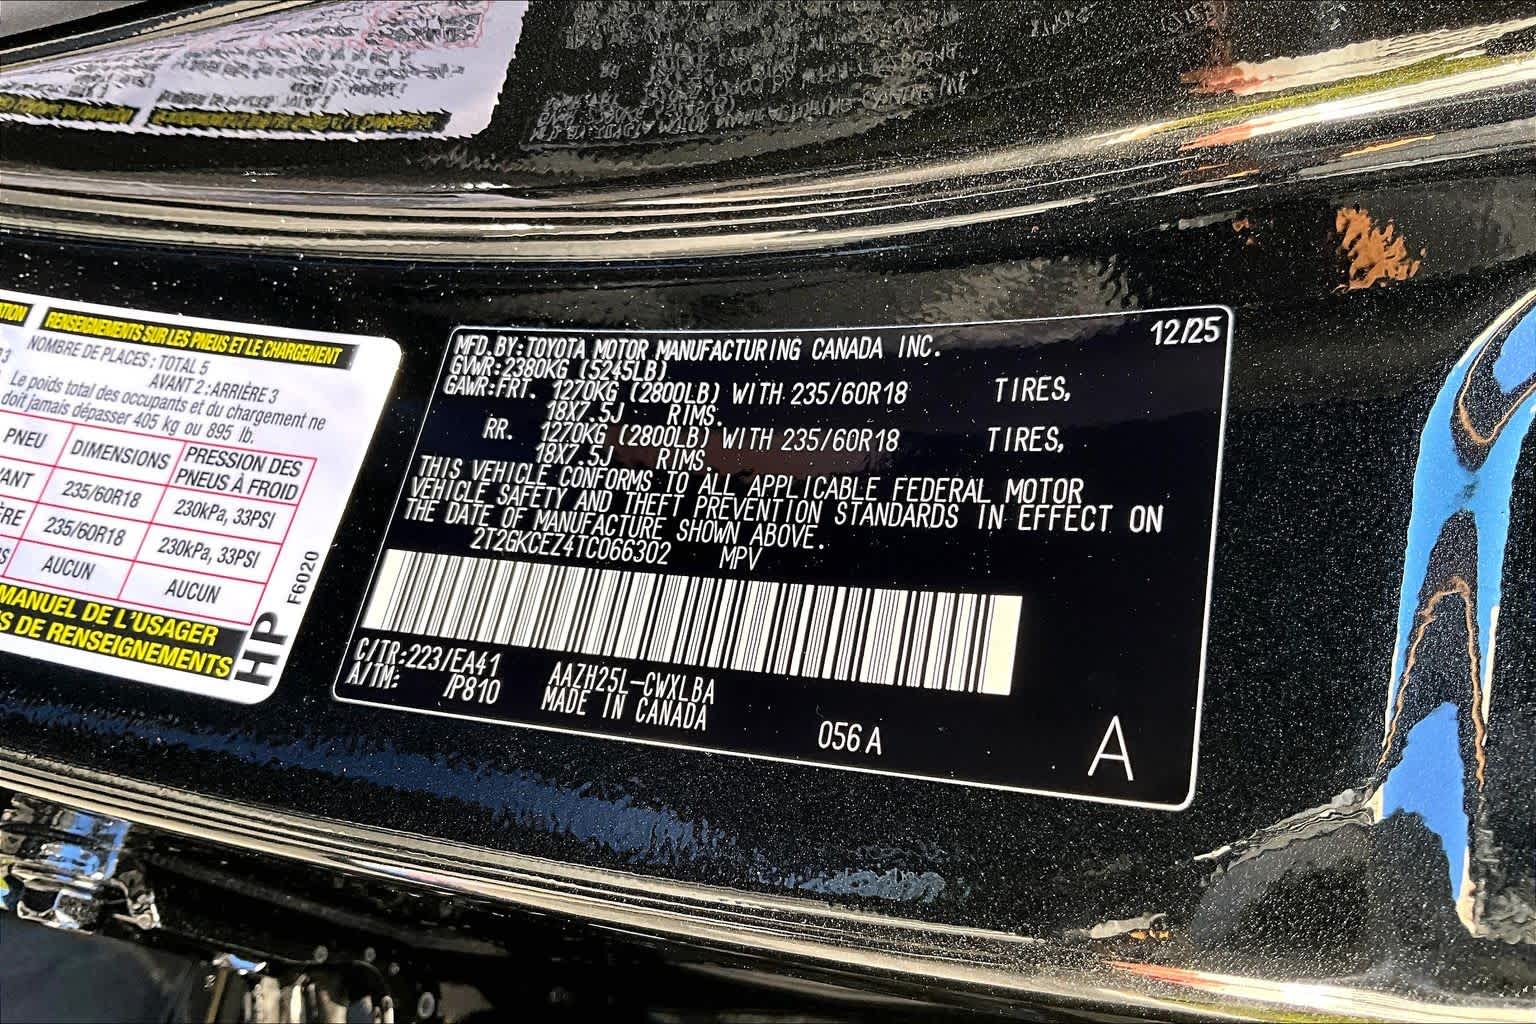 RENSEIGNEMENTS SUR LES PNEUS ET LE CHARGEMENT
NOMBRE DE PLACES : TOTAL 5
AVANT 2 : ARRIÈRE 3
Le poids total des occupants et du chargement ne
doit jamais dépasser 405 kg ou 895 lb.
PNEU DIMENSIONS PRESSION DES PNEUS À FROID
235/60R18 230kPa, 33PSI
235/60R18 230kPa, 33PSI
AUCUN AUCUN
MANUEL DE L'USAGER
DE RENSEIGNEMENTS
HP
F6020
12/25
MFD.BY:TOYOTA MOTOR MANUFACTURING CANADA INC.
GVWR:2380KG (5245LB)
GAWR:FRT. 1270KG (2800LB) WITH 235/60R18 TIRES,
18X7.5J RIMS.
RR. 1270KG (2800LB) WITH 235/60R18 TIRES,
18X7.5J RIMS.
THIS VEHICLE CONFORMS TO ALL APPLICABLE FEDERAL MOTOR
VEHICLE SAFETY AND THEFT PREVENTION STANDARDS IN EFFECT ON
THE DATE OF MANUFACTURE SHOWN ABOVE.
2T2GKCEZ4TC066302 MPV
C/TR:223/EA41 AAZH25L-CWXLBA
A/TM: /P810 MADE IN CANADA
056 A
A